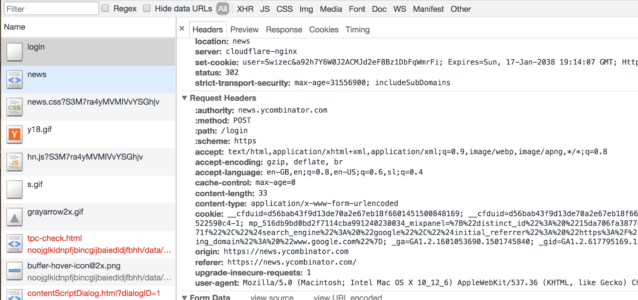 Filter Regex Hide data URLs All XHR JS CSS Img Media Font Doc WS Manifest Other
Name
Headers Preview Response Cookies Timing
login
news
news.css?S3M7ra4yMVMIVvYSGhjv
y18.gif
hn.js?S3M7ra4yMVMIVvYSGhjv
s.gif
grayarrow2x.gif
tpc-check.html
noojglkidnpfjbincgijbaiedldjfbhh/data/...
buffer-hover-icon@2x.png
noojglkidnpfjbincgijbaiedldjfbhh/data/...
contentScriptDialog.html?dialogID=1
location: news
server: cloudflare-nginx
set-cookie: user=Swizec&a92h7Y6W0J2ACMJd2eF8Bz1DbFqWmrFi; Expires=Sun, 17-Jan-2038 19:14:07 GMT; Http
status: 302
strict-transport-security: max-age=31556900; includeSubDomains
▼ Request Headers
:authority: news.ycombinator.com
:method: POST
:path: /login
:scheme: https
accept: text/html,application/xhtml+xml,application/xml;q=0.9,image/webp,image/apng,*/*;q=0.8
accept-encoding: gzip, deflate, br
accept-language: en-GB,en;q=0.8,en-US;q=0.6,sl;q=0.4
cache-control: max-age=0
content-length: 33
content-type: application/x-www-form-urlencoded
cookie: __cfduid=d56bab43f9d13de70a2e67eb18f6601451500848169; __cfduid=d56bab43f9d13de70a2e67eb18f66
522590c4-1; mp_516db9bd0bd2f7114cba991240230034_mixpanel=%7B%22distinct_id%22%3A%20%2215da706fa3877
71f%22%2C%22%24search_engine%22%3A%20%22google%22%2C%22%24initial_referrer%22%3A%20%22https%3A%2F%
ing_domain%22%3A%20%22www.google.com%22%7D; _ga=GA1.2.1601053690.1501745840; _gid=GA1.2.617795169.15
origin: https://news.ycombinator.com
referer: https://news.ycombinator.com/
upgrade-insecure-requests: 1
user-agent: Mozilla/5.0 (Macintosh; Intel Mac OS X 10_12_6) AppleWebKit/537.36 (KHTML, like Gecko) Ch
▼ Form Data view source view URL encoded